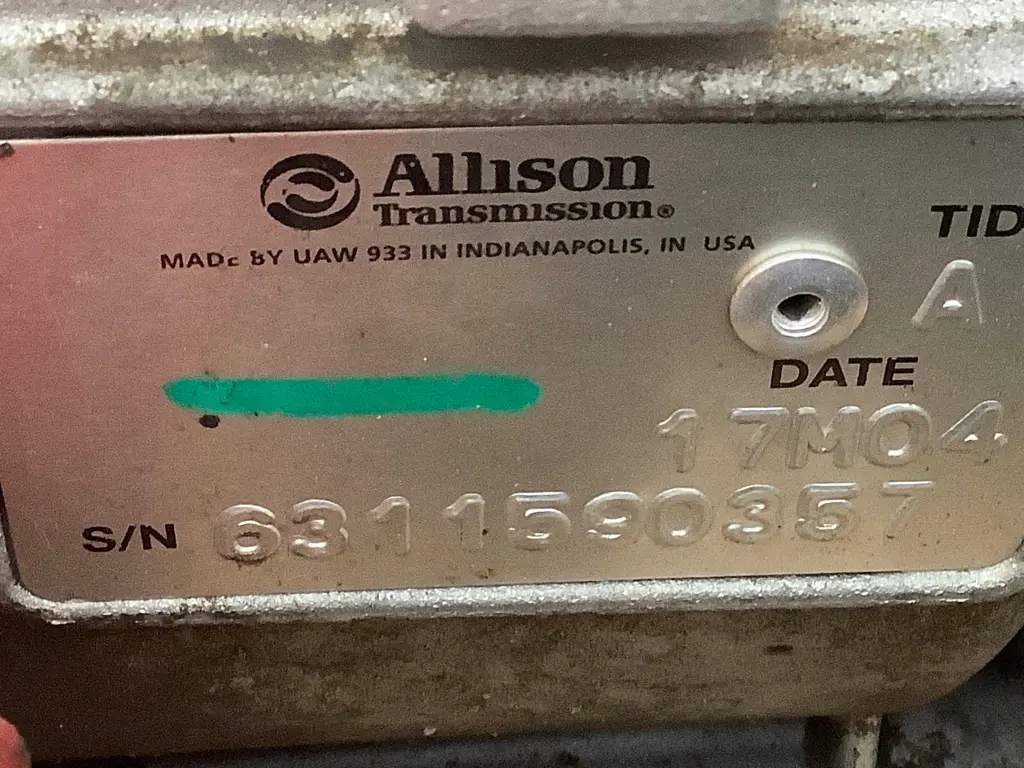 Allison
Transmission®
MADE BY UAW 933 IN INDIANAPOLIS, IN USA
TID
A
DATE
17M04
S/N 6311590357